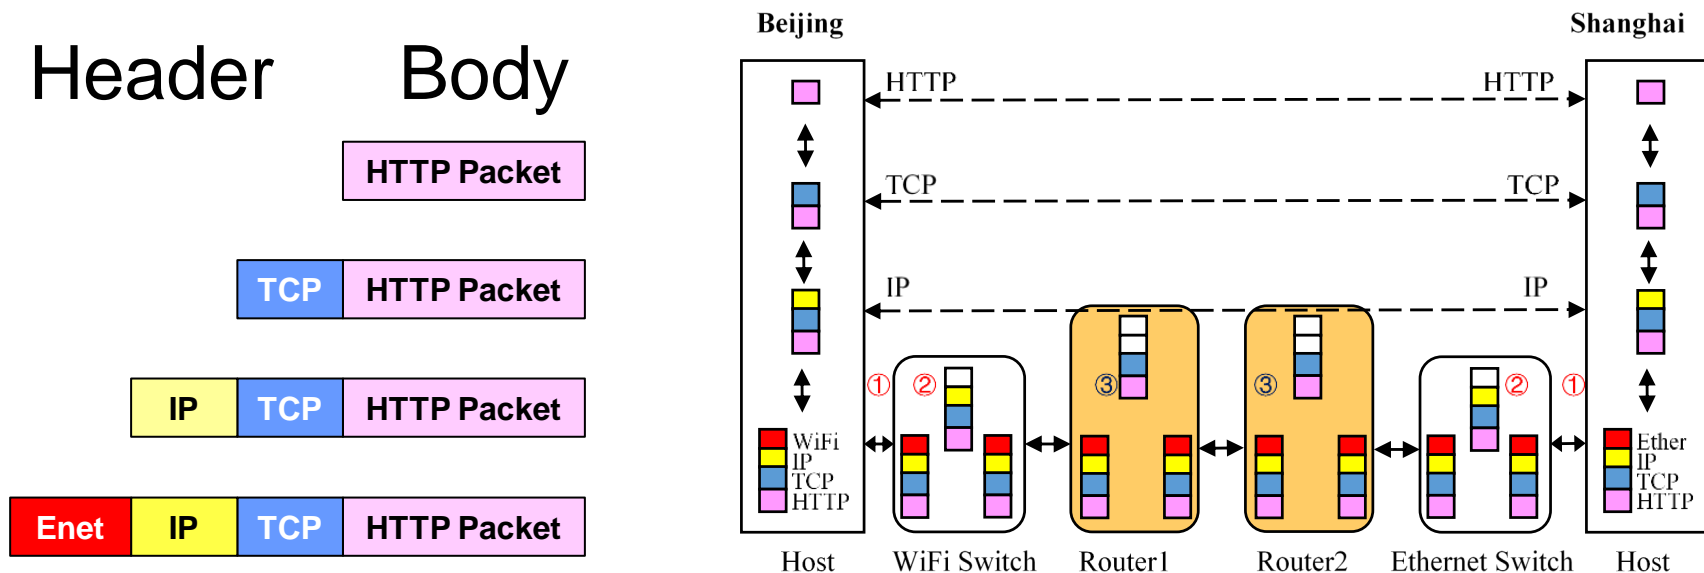 Header Body
HTTP Packet
TCP HTTP Packet
IP TCP HTTP Packet
Enet IP TCP HTTP Packet
Beijing Shanghai
HTTP HTTP
TCP TCP
IP IP
① ② ③ ③ ② ①
WiFi
IP
TCP
HTTP
Ether
IP
TCP
HTTP
Host WiFi Switch Router1 Router2 Ethernet Switch Host